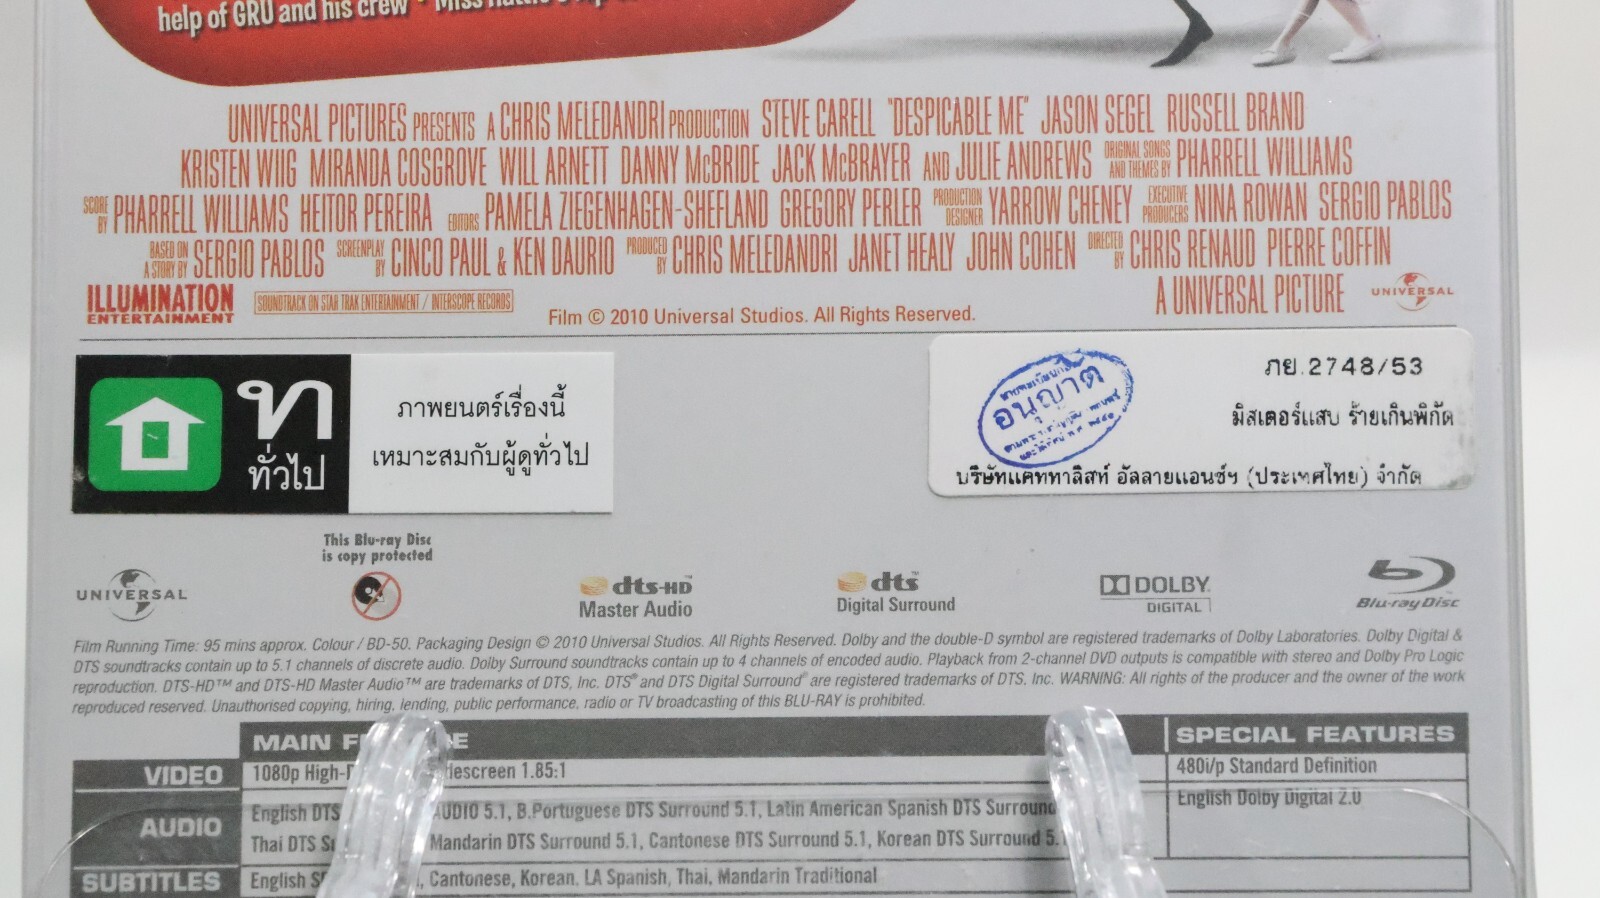 help of GRU and his crew • Miss
UNIVERSAL PICTURES PRESENTS A CHRIS MELEDANDRI PRODUCTION STEVE CARELL "DESPICABLE ME" JASON SEGEL RUSSELL BRAND
KRISTEN WIIG MIRANDA COSGROVE WILL ARNETT DANNY McBRIDE JACK McBRAYER AND JULIE ANDREWS ORIGINAL SONGS AND THEMES BY PHARRELL WILLIAMS
SCORE BY PHARRELL WILLIAMS HEITOR PEREIRA EDITORS PAMELA ZIEGENHAGEN-SHEFLAND GREGORY PERLER PRODUCTION DESIGNER YARROW CHENEY EXECUTIVE PRODUCERS NINA ROWAN SERGIO PABLOS
BASED ON A STORY BY SERGIO PABLOS SCREENPLAY BY CINCO PAUL & KEN DAURIO PRODUCED BY CHRIS MELEDANDRI JANET HEALY JOHN COHEN DIRECTED BY CHRIS RENAUD PIERRE COFFIN
ILLUMINATION
ENTERTAINMENT
SOUNDTRACK ON STAR TRAK ENTERTAINMENT / INTERSCOPE RECORDS
Film © 2010 Universal Studios. All Rights Reserved.
A UNIVERSAL PICTURE
UNIVERSAL
ท
ทั่วไป
ภาพยนตร์เรื่องนี้
เหมาะสมกับผู้ดูทั่วไป
อนุญาต
ภย.2748/53
มิสเตอร์แสบ ร้ายเกินพิกัด
บริษัทแคททาลิสท์ อัลลายแอนซ์ฯ (ประเทศไทย) จำกัด
This Blu-ray Disc
is copy protected
UNIVERSAL
dts-HD™
Master Audio
dts™
Digital Surround
DOLBY
DIGITAL
Blu-ray Disc
Film Running Time: 95 mins approx. Colour / BD-50. Packaging Design © 2010 Universal Studios. All Rights Reserved. Dolby and the double-D symbol are registered trademarks of Dolby Laboratories. Dolby Digital &
DTS soundtracks contain up to 5.1 channels of discrete audio. Dolby Surround soundtracks contain up to 4 channels of encoded audio. Playback from 2-channel DVD outputs is compatible with stereo and Dolby Pro Logic
reproduction. DTS-HD™ and DTS-HD Master Audio™ are trademarks of DTS, Inc. DTS® and DTS Digital Surround® are registered trademarks of DTS, Inc. WARNING: All rights of the producer and the owner of the work
reproduced reserved. Unauthorised copying, hiring, lending, public performance, radio or TV broadcasting of this BLU-RAY is prohibited.
MAIN
SPECIAL FEATURES
VIDEO
1080p High- 1.85:1
480i/p Standard Definition
AUDIO
English DTS AUDIO 5.1, B.Portuguese DTS Surround 5.1, Latin American Spanish DTS Surround
English Dolby Digital 2.0
Thai DTS Mandarin DTS Surround 5.1, Cantonese DTS Surround 5.1, Korean DTS Surround 5.1
SUBTITLES
English Cantonese, Korean, LA Spanish, Thai, Mandarin Traditional